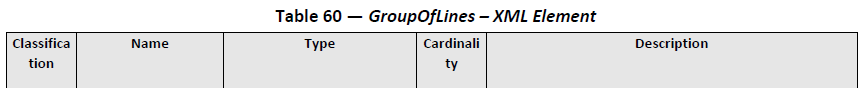 Table 60 — GroupOfLines – XML Element
Classifica Name Type Cardinali Description
tion ty